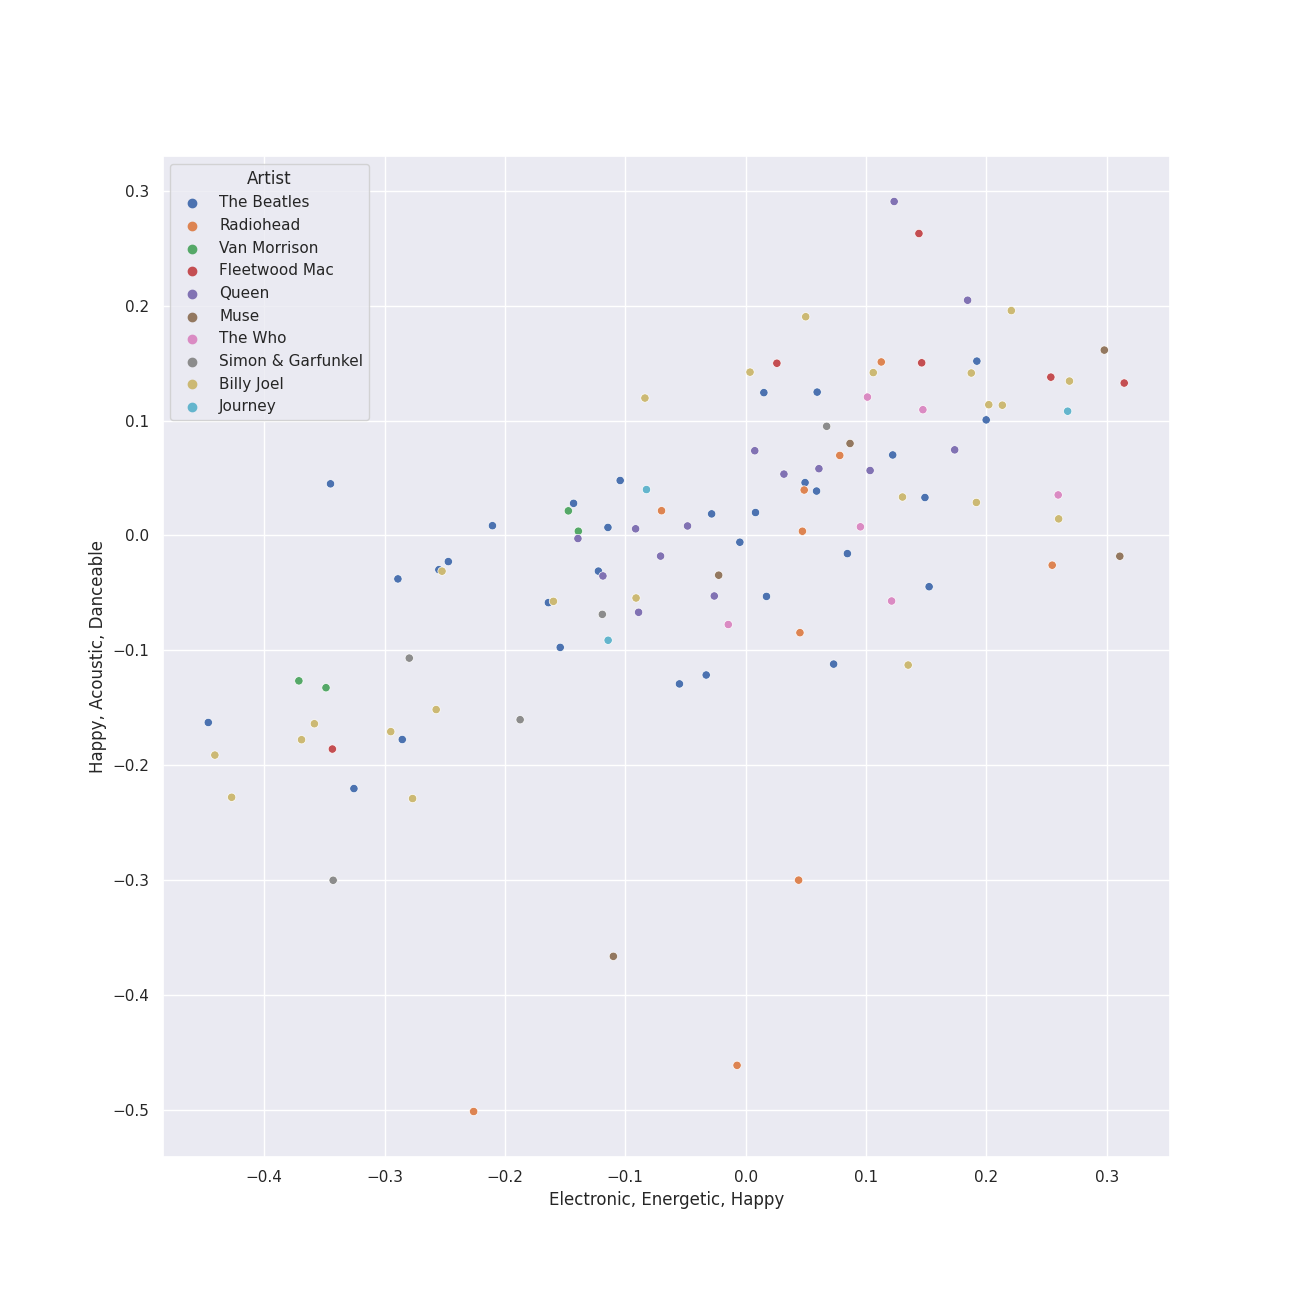 Artist
The Beatles
Radiohead
Van Morrison
Fleetwood Mac
Queen
Muse
The Who
Simon & Garfunkel
Billy Joel
Journey
0.3
0.2
0.1
0.0
−0.1
−0.2
−0.3
−0.4
−0.5
Happy, Acoustic, Danceable
−0.4 −0.3 −0.2 −0.1 0.0 0.1 0.2 0.3
Electronic, Energetic, Happy